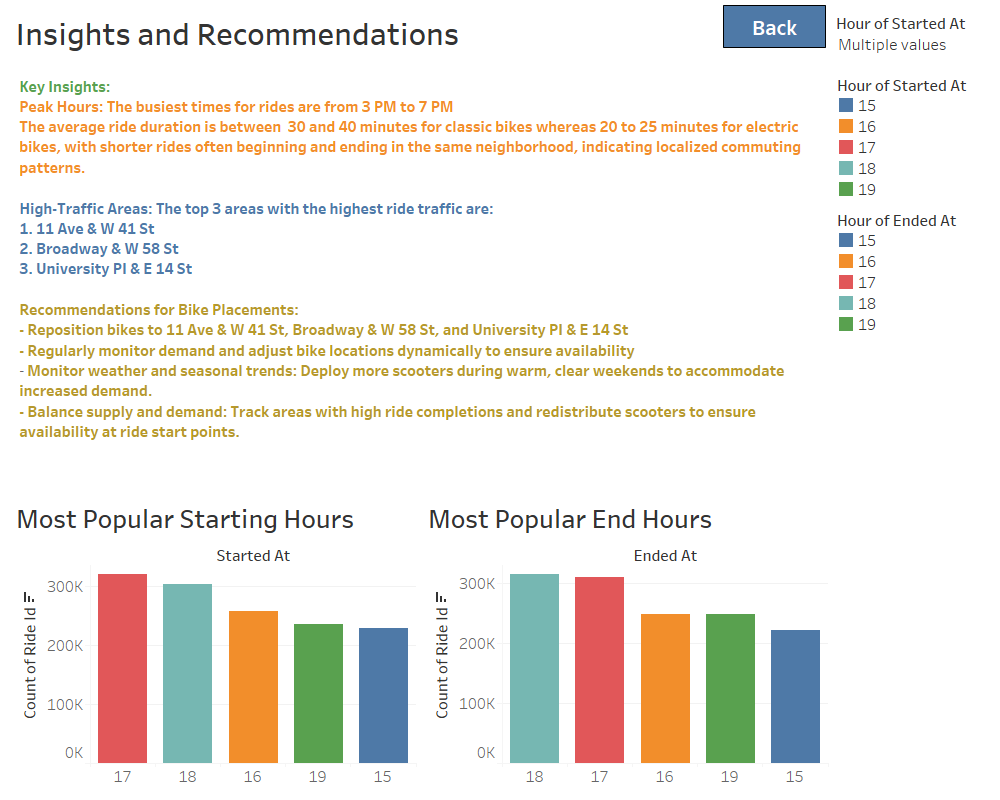 Insights and Recommendations
Back
Hour of Started At
Multiple values
Key Insights:
Peak Hours: The busiest times for rides are from 3 PM to 7 PM
The average ride duration is between  30 and 40 minutes for classic bikes whereas 20 to 25 minutes for electric
bikes, with shorter rides often beginning and ending in the same neighborhood, indicating localized commuting
patterns.
High-Traffic Areas: The top 3 areas with the highest ride traffic are:
1. 11 Ave & W 41 St
2. Broadway & W 58 St
3. University Pl & E 14 St
Recommendations for Bike Placements:
- Reposition bikes to 11 Ave & W 41 St, Broadway & W 58 St, and University Pl & E 14 St
- Regularly monitor demand and adjust bike locations dynamically to ensure availability
- Monitor weather and seasonal trends: Deploy more scooters during warm, clear weekends to accommodate
increased demand.
- Balance supply and demand: Track areas with high ride completions and redistribute scooters to ensure
availability at ride start points.
Hour of Started At
15
16
17
18
19
Hour of Ended At
15
16
17
18
19
Most Popular Starting Hours
Started At
Count of Ride Id
300K
200K
100K
0K
17
18
16
19
15
Most Popular End Hours
Ended At
Count of Ride Id
300K
200K
100K
0K
18
17
16
19
15